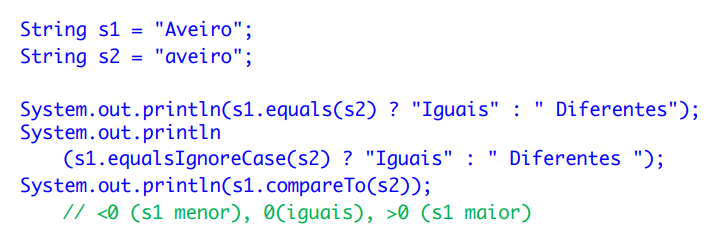 String s1 = "Aveiro";
String s2 = "aveiro";
System.out.println(s1.equals(s2) ? "Iguais" : " Diferentes");
System.out.println
(s1.equalsIgnoreCase(s2) ? "Iguais" : " Diferentes ");
System.out.println(s1.compareTo(s2));
// <0 (s1 menor), 0(iguais), >0 (s1 maior)